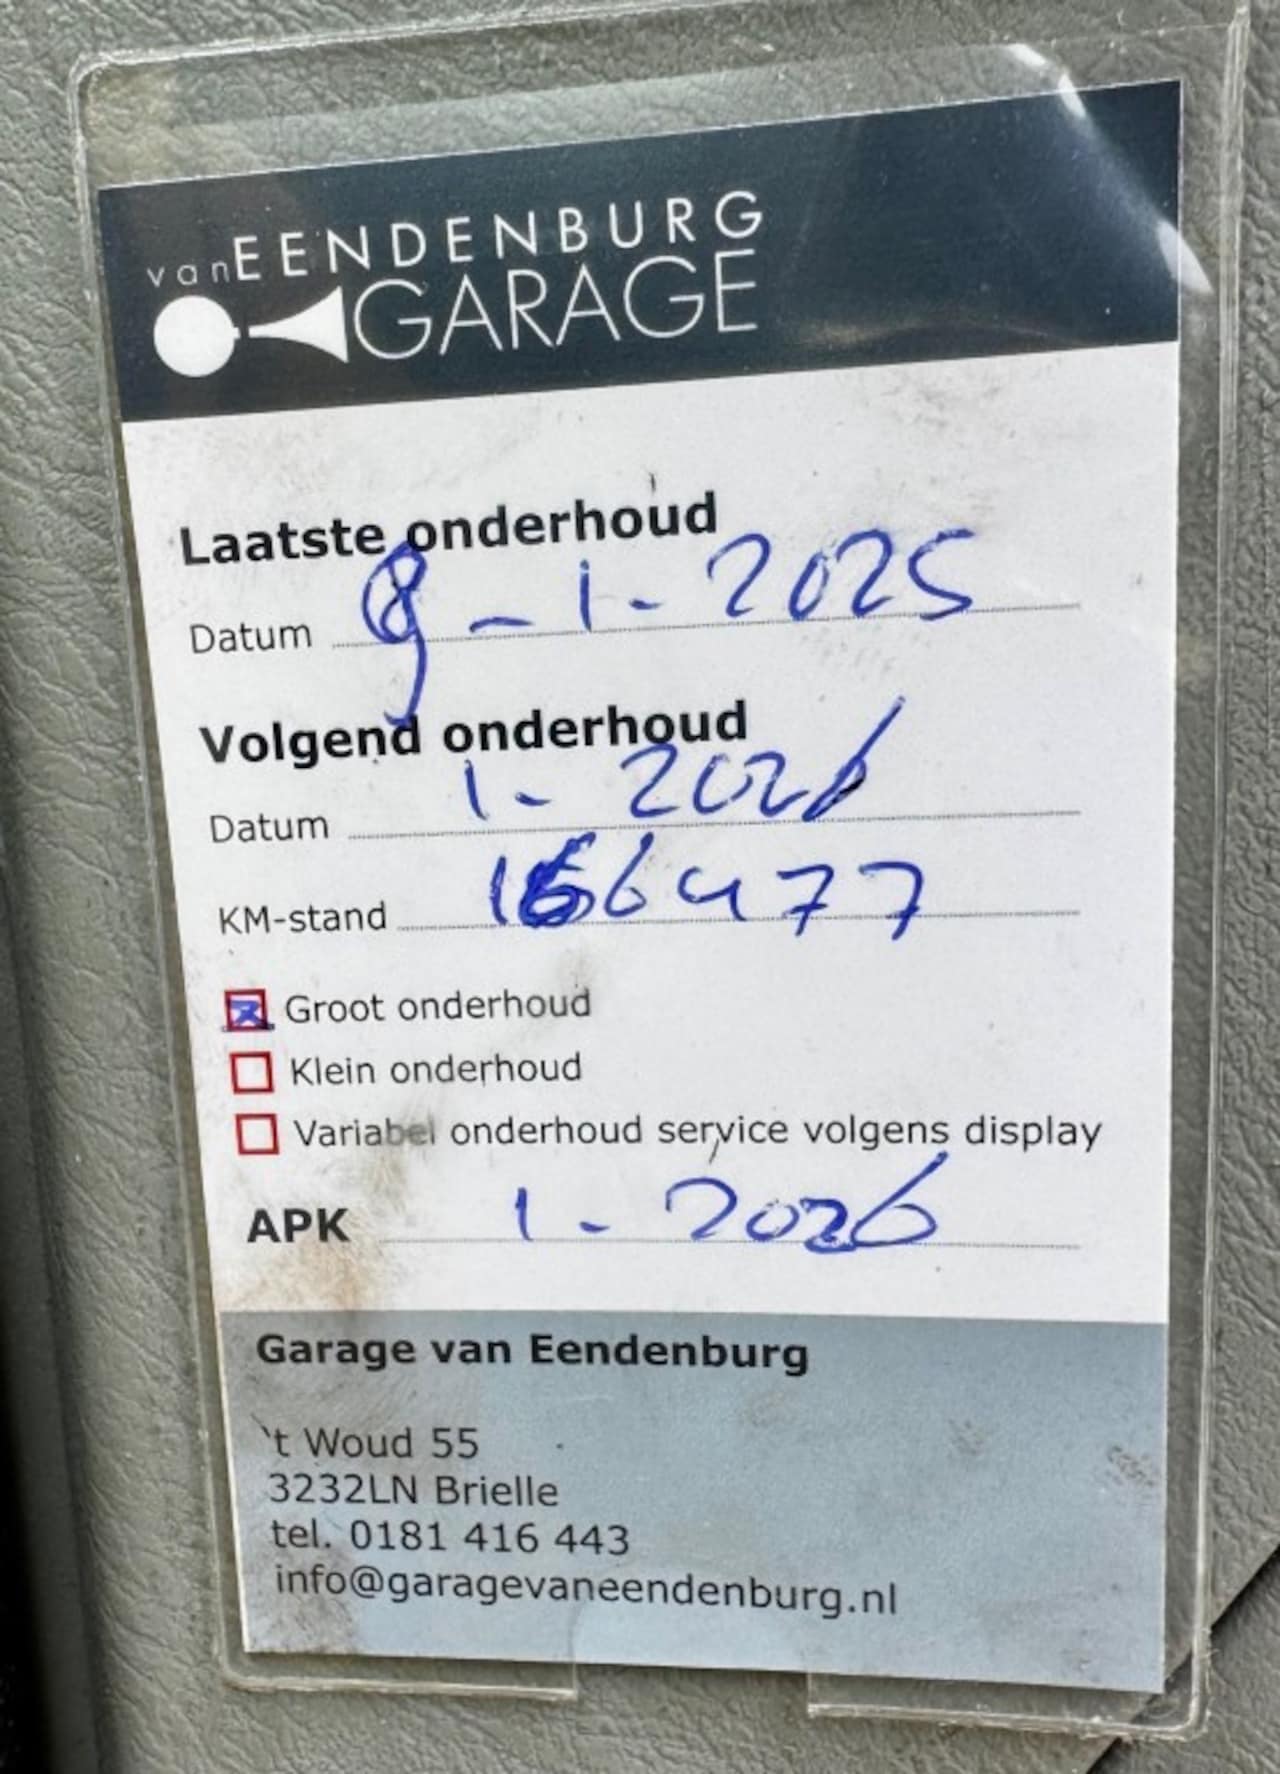 vanEENDENBURG
GARAGE
Laatste onderhoud
Datum 9-1-2025
Volgend onderhoud
Datum 1-2026
KM-stand 166477
Groot onderhoud
Klein onderhoud
Variabel onderhoud service volgens display
APK 1-2026
Garage van Eendenburg
't Woud 55
3232LN Brielle
tel. 0181 416 443
info@garagevaneendenburg.nl